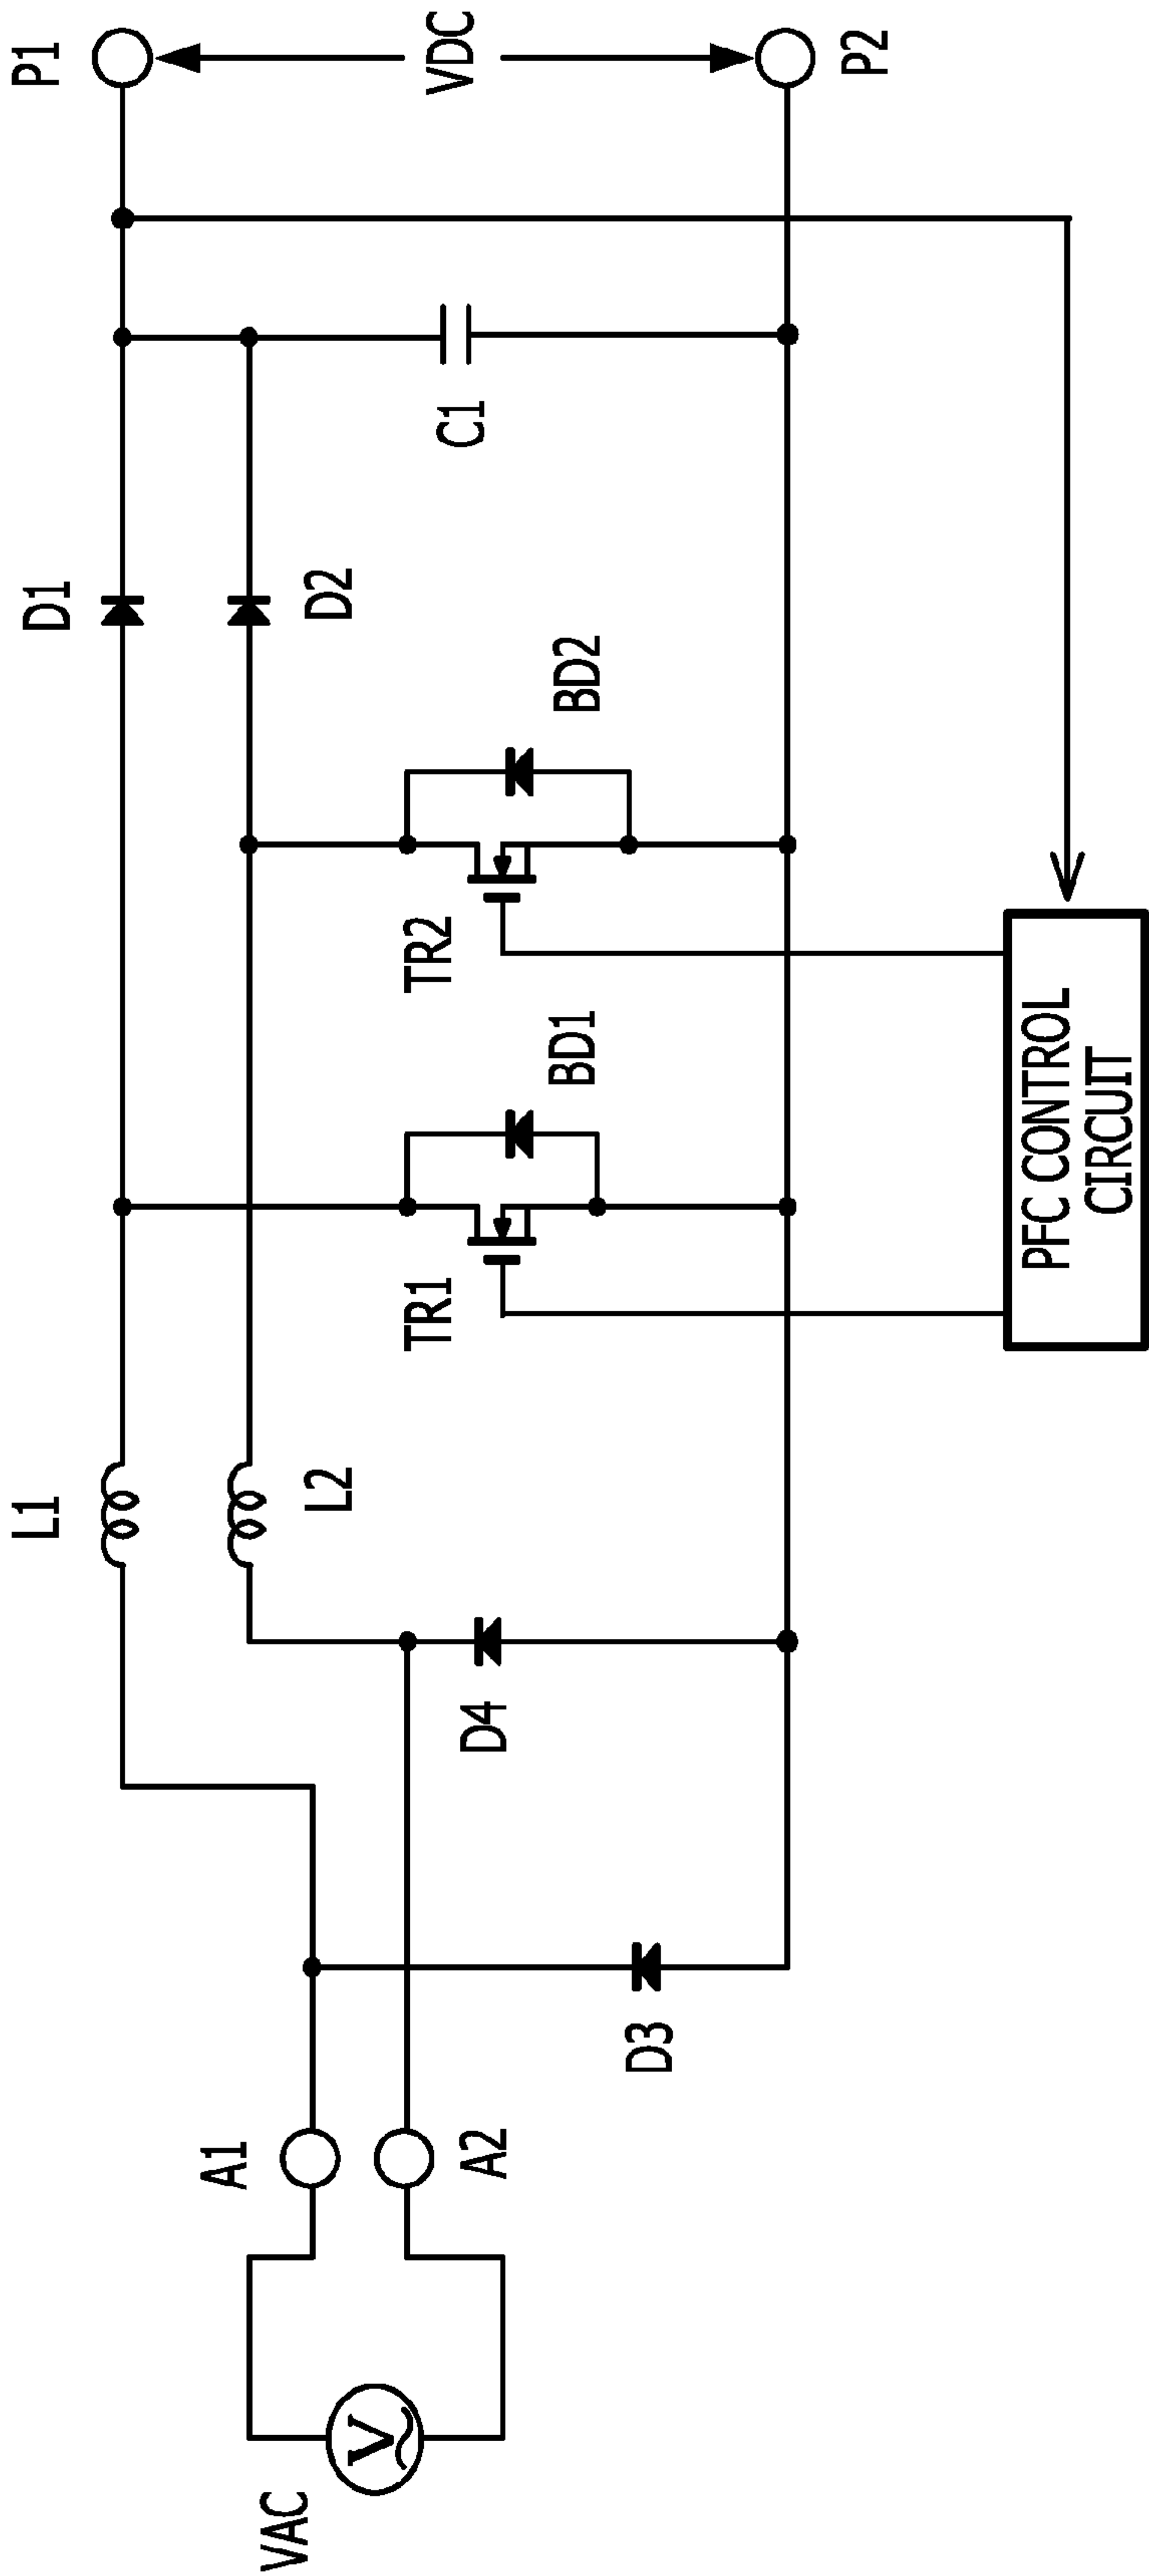 VAC
V
A1
A2
D3
D4
L1
L2
TR1
BD1
TR2
BD2
D1
D2
C1
P1
VDC
P2
PFC CONTROL
CIRCUIT